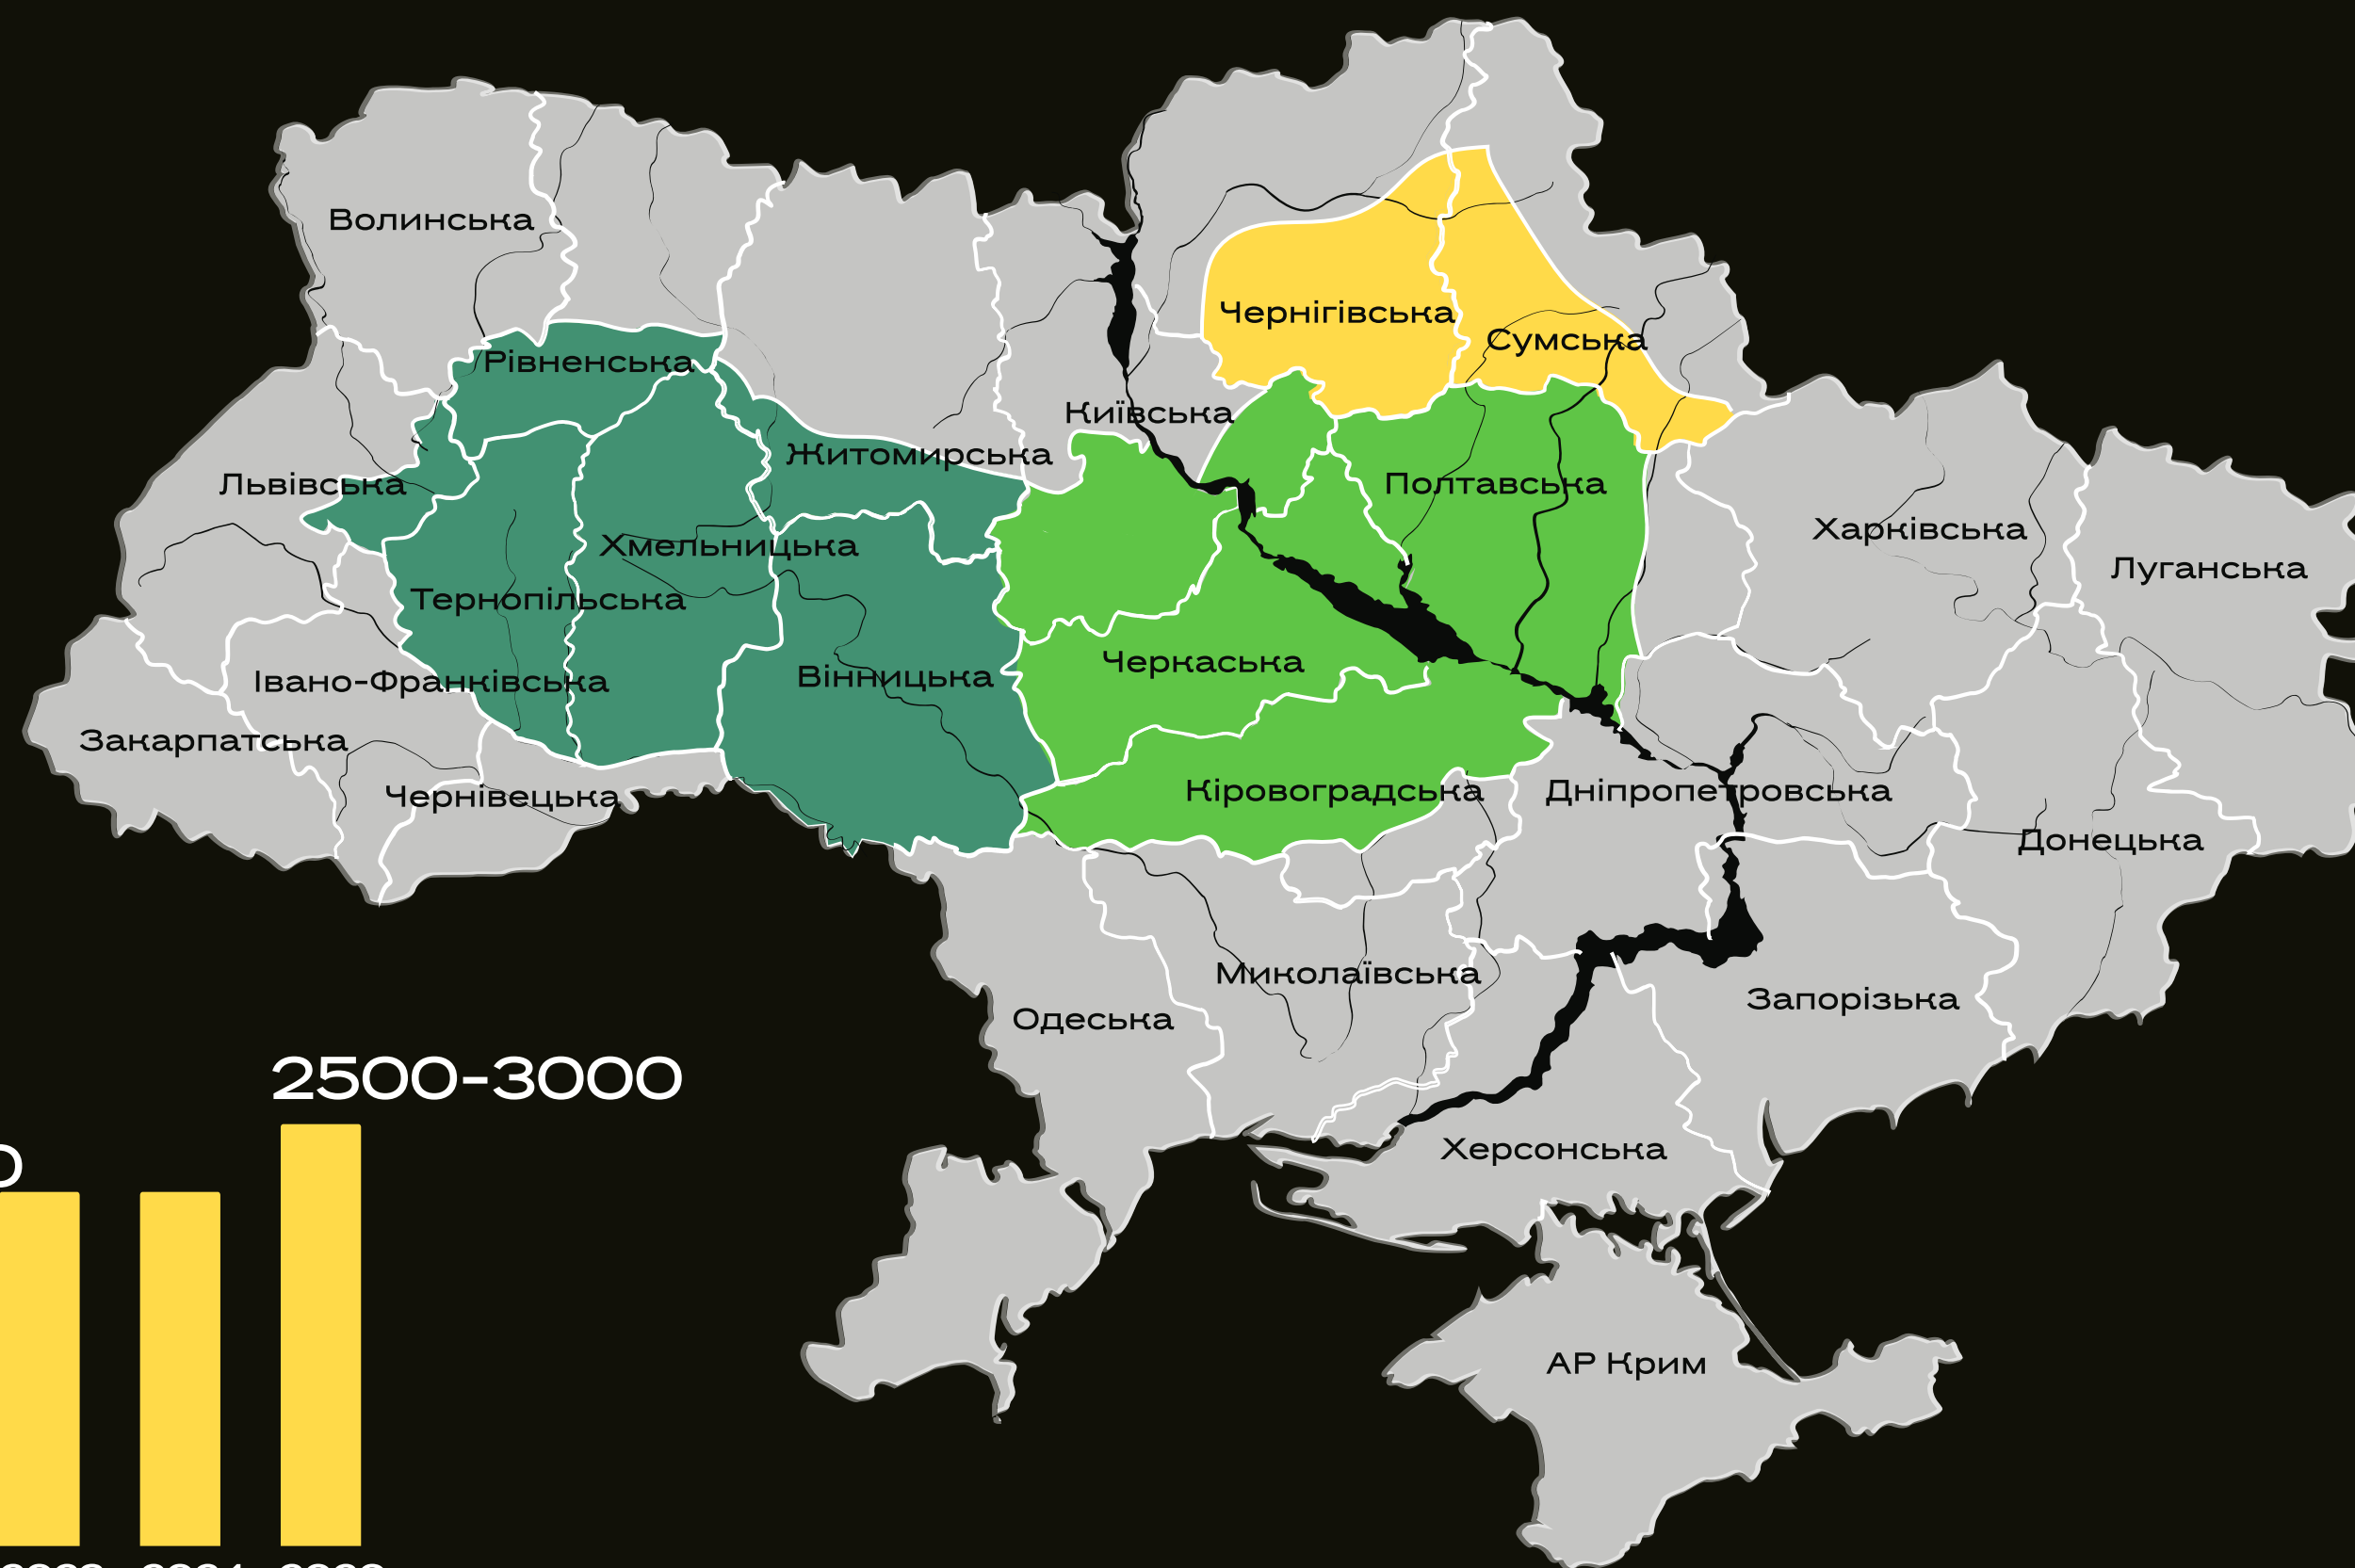 Волинська
Рівненська
Чернігівська
Сумська
Київська
Житомирська
Львівська
Полтавська
Харківська
Луганська
Хмельницька
Тернопільська
Черкаська
Вінницька
Івано-Франківська
Закарпатська
Чернівецька
Кіровоградська
Дніпропетровська
Донецька
Миколаївська
Запорізька
Одеська
2500-3000
Херсонська
АР Крим